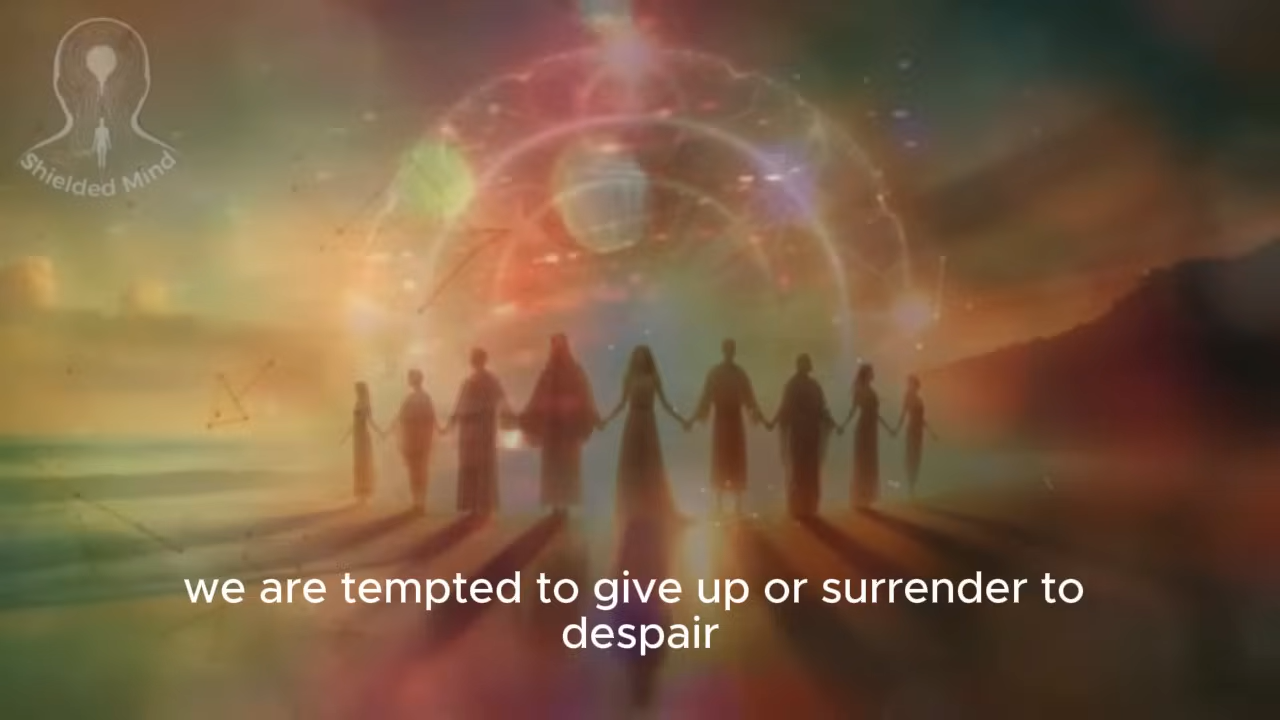 Shielded Mind
we are tempted to give up or surrender to
despair